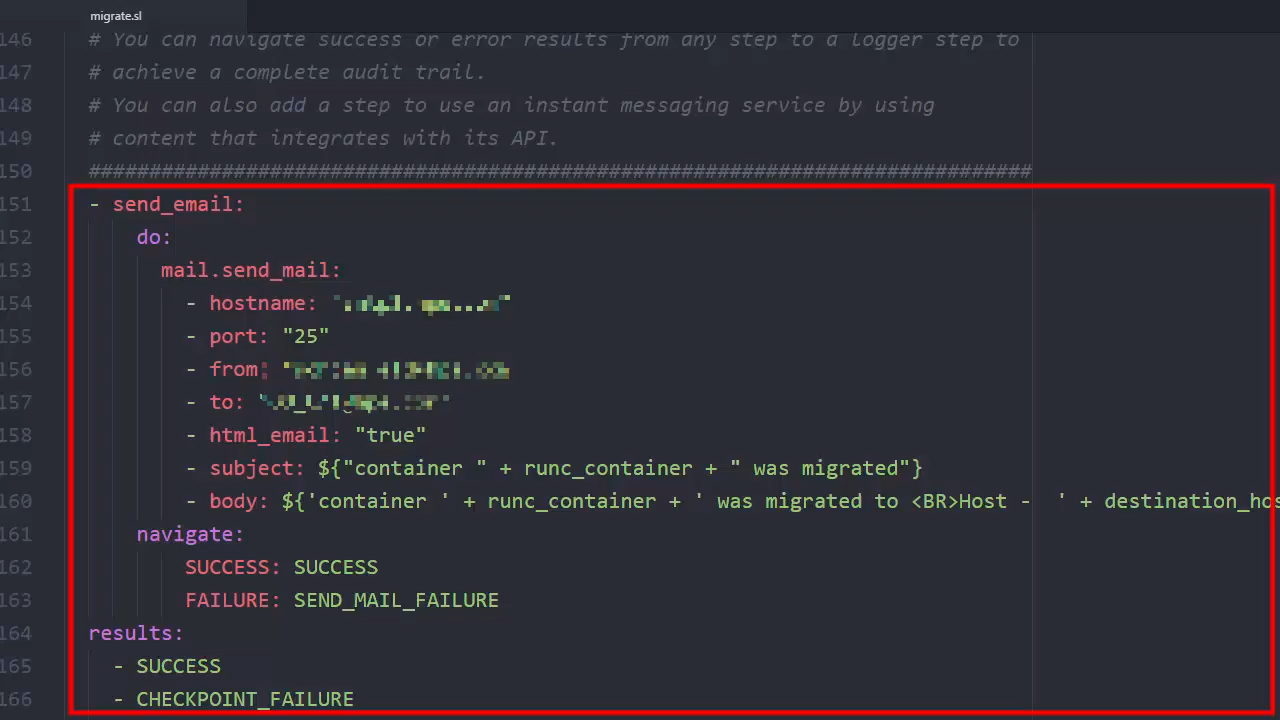 migrate.sl
146 # You can navigate success or error results from any step to a logger step to
147 # achieve a complete audit trail.
148 # You can also add a step to use an instant messaging service by using
149 # content that integrates with its API.
150 ##############################################################################
151 - send_email:
152 do:
153 mail.send_mail:
154 - hostname:
155 - port: "25"
156 - from:
157 - to:
158 - html_email: "true"
159 - subject: ${"container " + runc_container + " was migrated"}
160 - body: ${'container ' + runc_container + ' was migrated to <BR>Host -  ' + destination_hos
161 navigate:
162 SUCCESS: SUCCESS
163 FAILURE: SEND_MAIL_FAILURE
164 results:
165 - SUCCESS
166 - CHECKPOINT_FAILURE